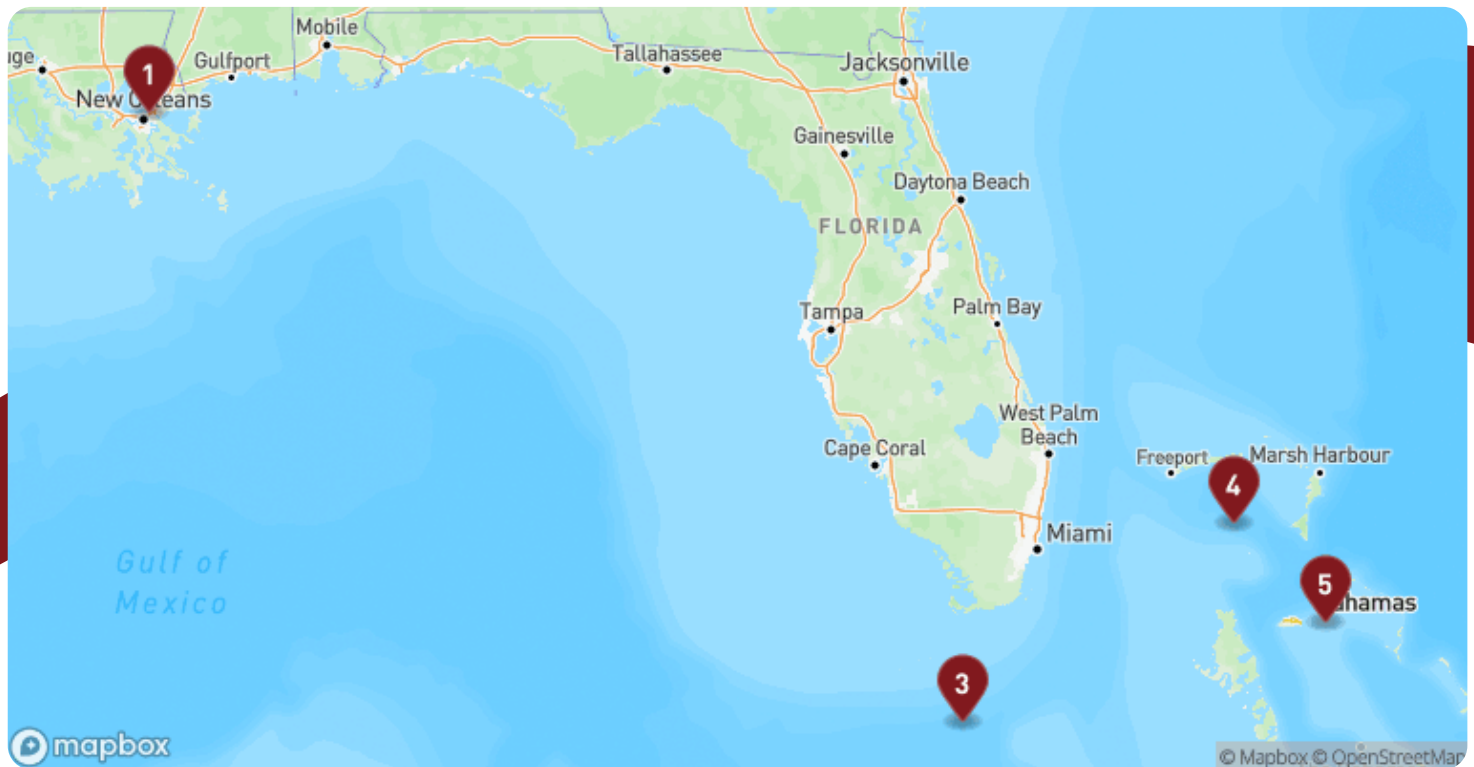 Mobile
ge
Gulfport
1
New Orleans
Tallahassee
Jacksonville
Gainesville
Daytona Beach
FLORIDA
Tampa
Palm Bay
West Palm
Beach
Cape Coral
Freeport
Marsh Harbour
4
Miami
Gulf of
Mexico
5
ahamas
3
mapbox
© Mapbox © OpenStreetMap